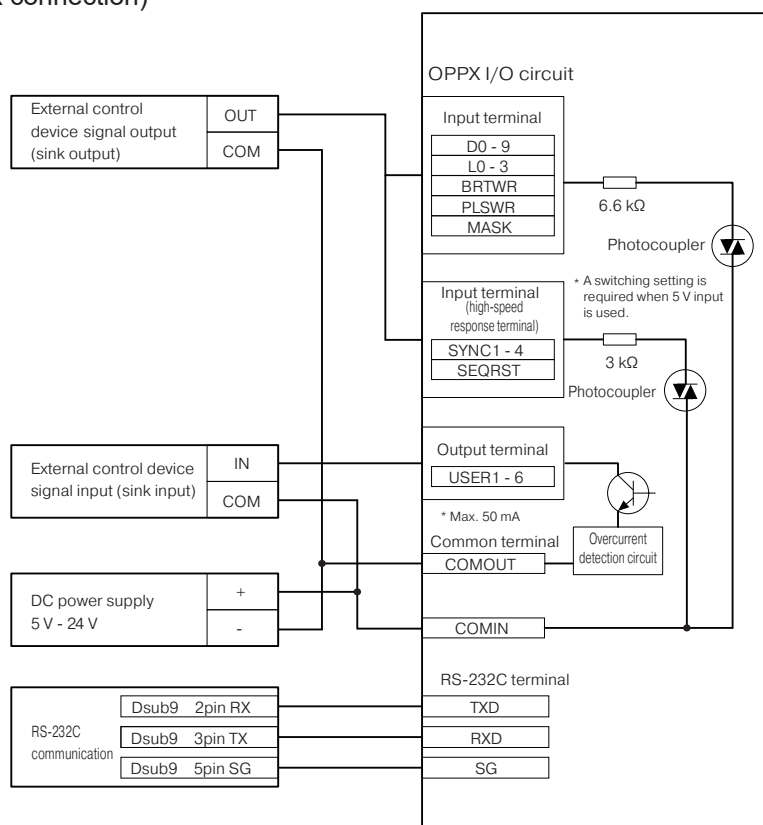 connection)
OPPX I/O circuit
External control
device signal output
(sink output)
OUT
COM
Input terminal
D0 - 9
L0 - 3
BRTWR
PLSWR
MASK
6.6 kΩ
Photocoupler
* A switching setting is
required when 5 V input
is used.
Input terminal
(high-speed
response terminal)
SYNC1 - 4
SEQRST
3 kΩ
Photocoupler
External control device
signal input (sink input)
IN
COM
Output terminal
USER1 - 6
* Max. 50 mA
Common terminal
COMOUT
Overcurrent
detection circuit
DC power supply
5 V - 24 V
+
-
COMIN
RS-232C terminal
RS-232C
communication
Dsub9 2pin RX
TXD
Dsub9 3pin TX
RXD
Dsub9 5pin SG
SG